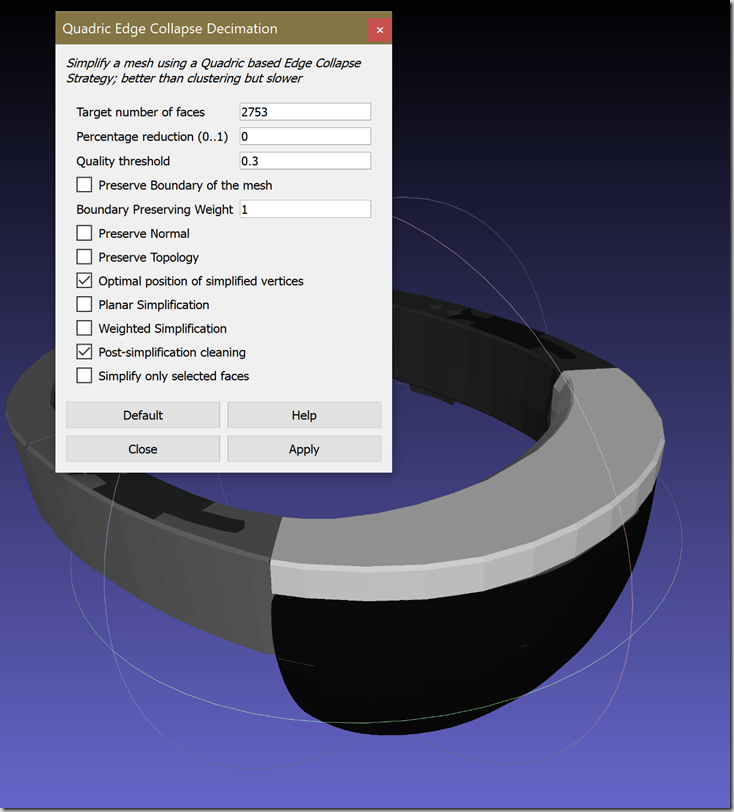 Quadric Edge Collapse Decimation
Simplify a mesh using a Quadric based Edge Collapse
Strategy; better than clustering but slower
Target number of faces 2753
Percentage reduction (0..1) 0
Quality threshold 0.3
Preserve Boundary of the mesh
Boundary Preserving Weight 1
Preserve Normal
Preserve Topology
Optimal position of simplified vertices
Planar Simplification
Weighted Simplification
Post-simplification cleaning
Simplify only selected faces
Default Help
Close Apply